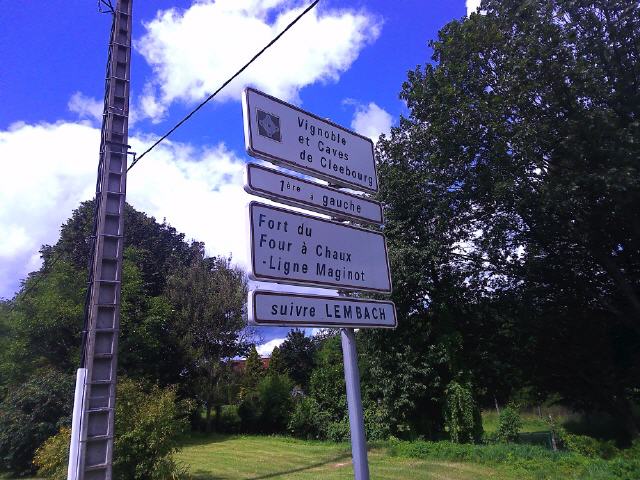 Vignoble
et Caves
de Cleebourg
1ère à gauche
Fort du
Four à Chaux
-Ligne Maginot
suivre LEMBACH